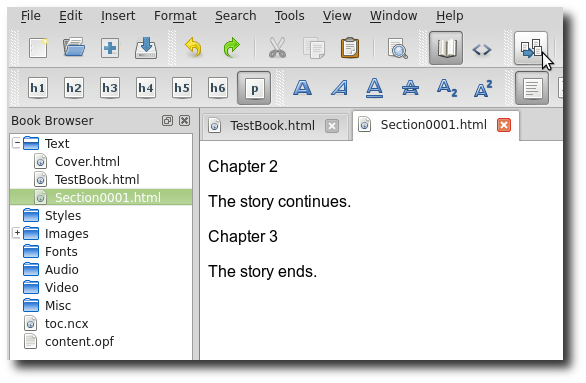 File Edit Insert Format Search Tools View Window Help
h1 h2 h3 h4 h5 h6 p A A A A A2 A2
Book Browser
TestBook.html Section0001.html
Text
Cover.html
TestBook.html
Section0001.html
Styles
Images
Fonts
Audio
Video
Misc
toc.ncx
content.opf
Chapter 2
The story continues.
Chapter 3
The story ends.